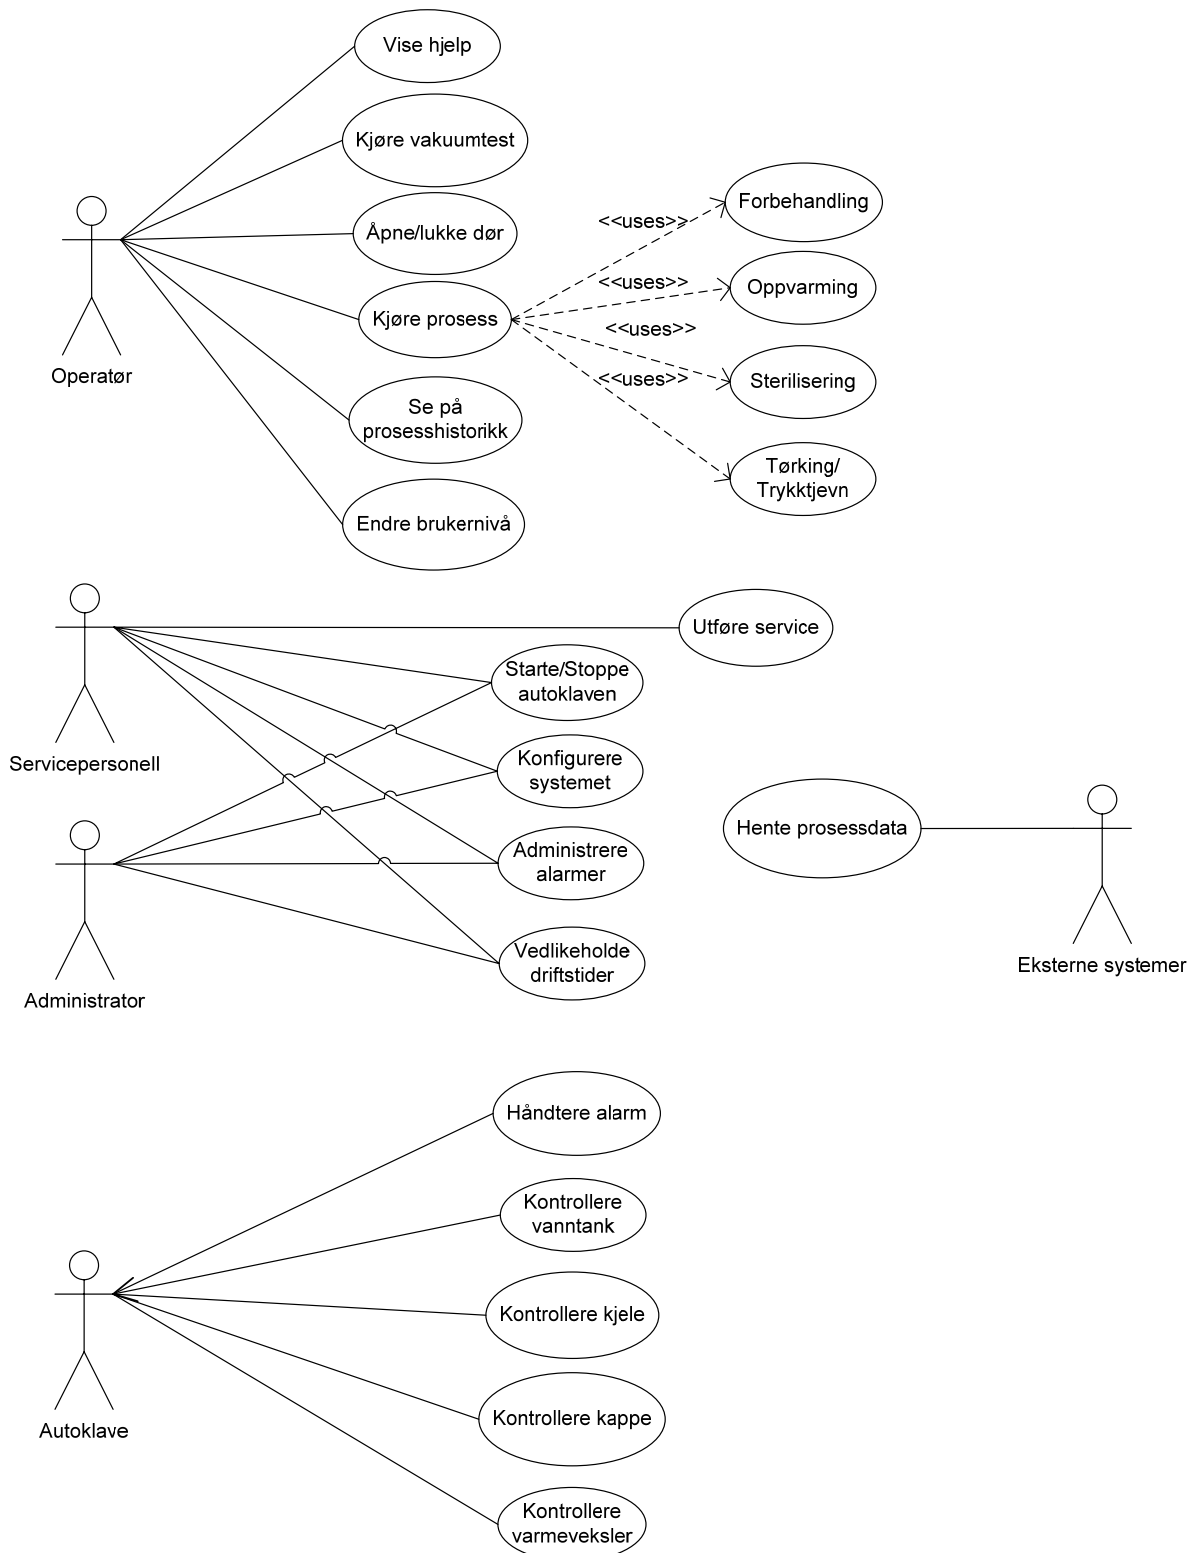 Vise hjelp
Kjøre vakuumtest
Åpne/lukke dør
Kjøre prosess
Se på
prosesshistorikk
Endre brukernivå
Operatør
<<uses>>
<<uses>>
<<uses>>
<<uses>>
Forbehandling
Oppvarming
Sterilisering
Tørking/
Trykktjevn
Servicepersonell
Utføre service
Starte/Stoppe
autoklaven
Konfigurere
systemet
Administrere
alarmer
Vedlikeholde
driftstider
Administrator
Hente prosessdata
Eksterne systemer
Håndtere alarm
Kontrollere
vanntank
Kontrollere kjele
Kontrollere kappe
Kontrollere
varmeveksler
Autoklave